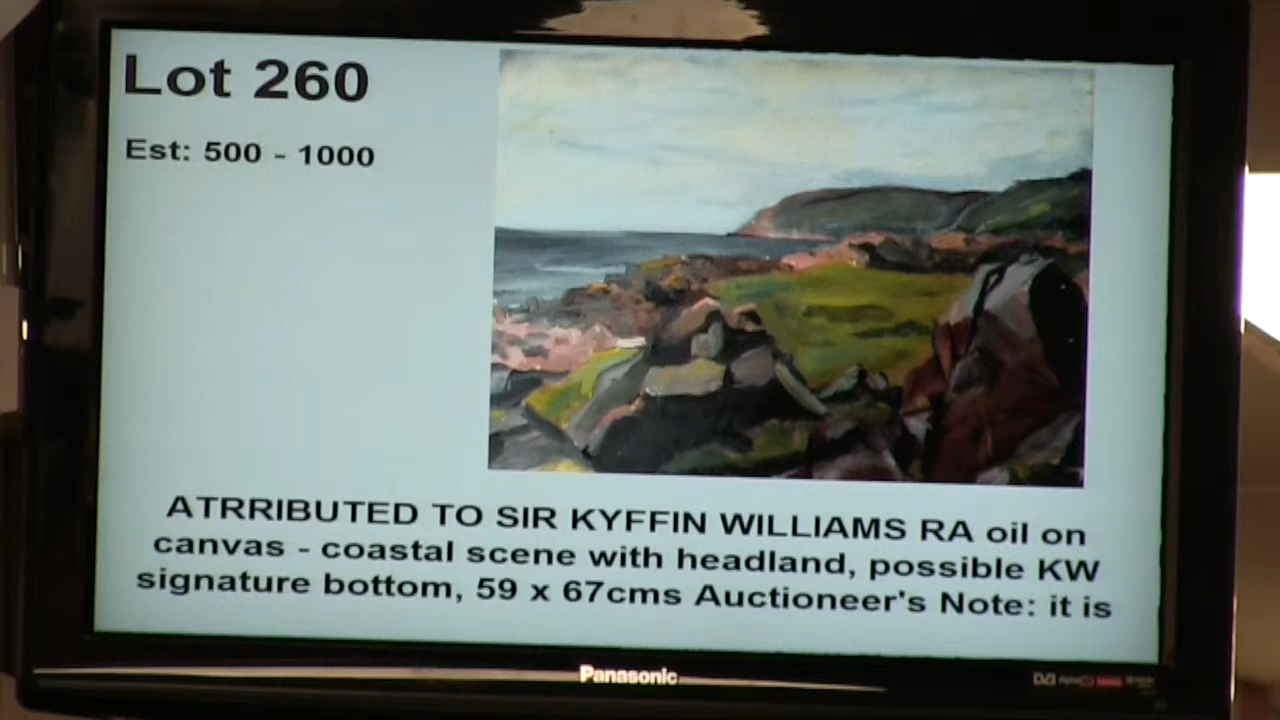 Lot 260
Est: 500 - 1000
ATRRIBUTED TO SIR KYFFIN WILLIAMS RA oil on
canvas - coastal scene with headland, possible KW
signature bottom, 59 x 67cms Auctioneer's Note: it is
Panasonic